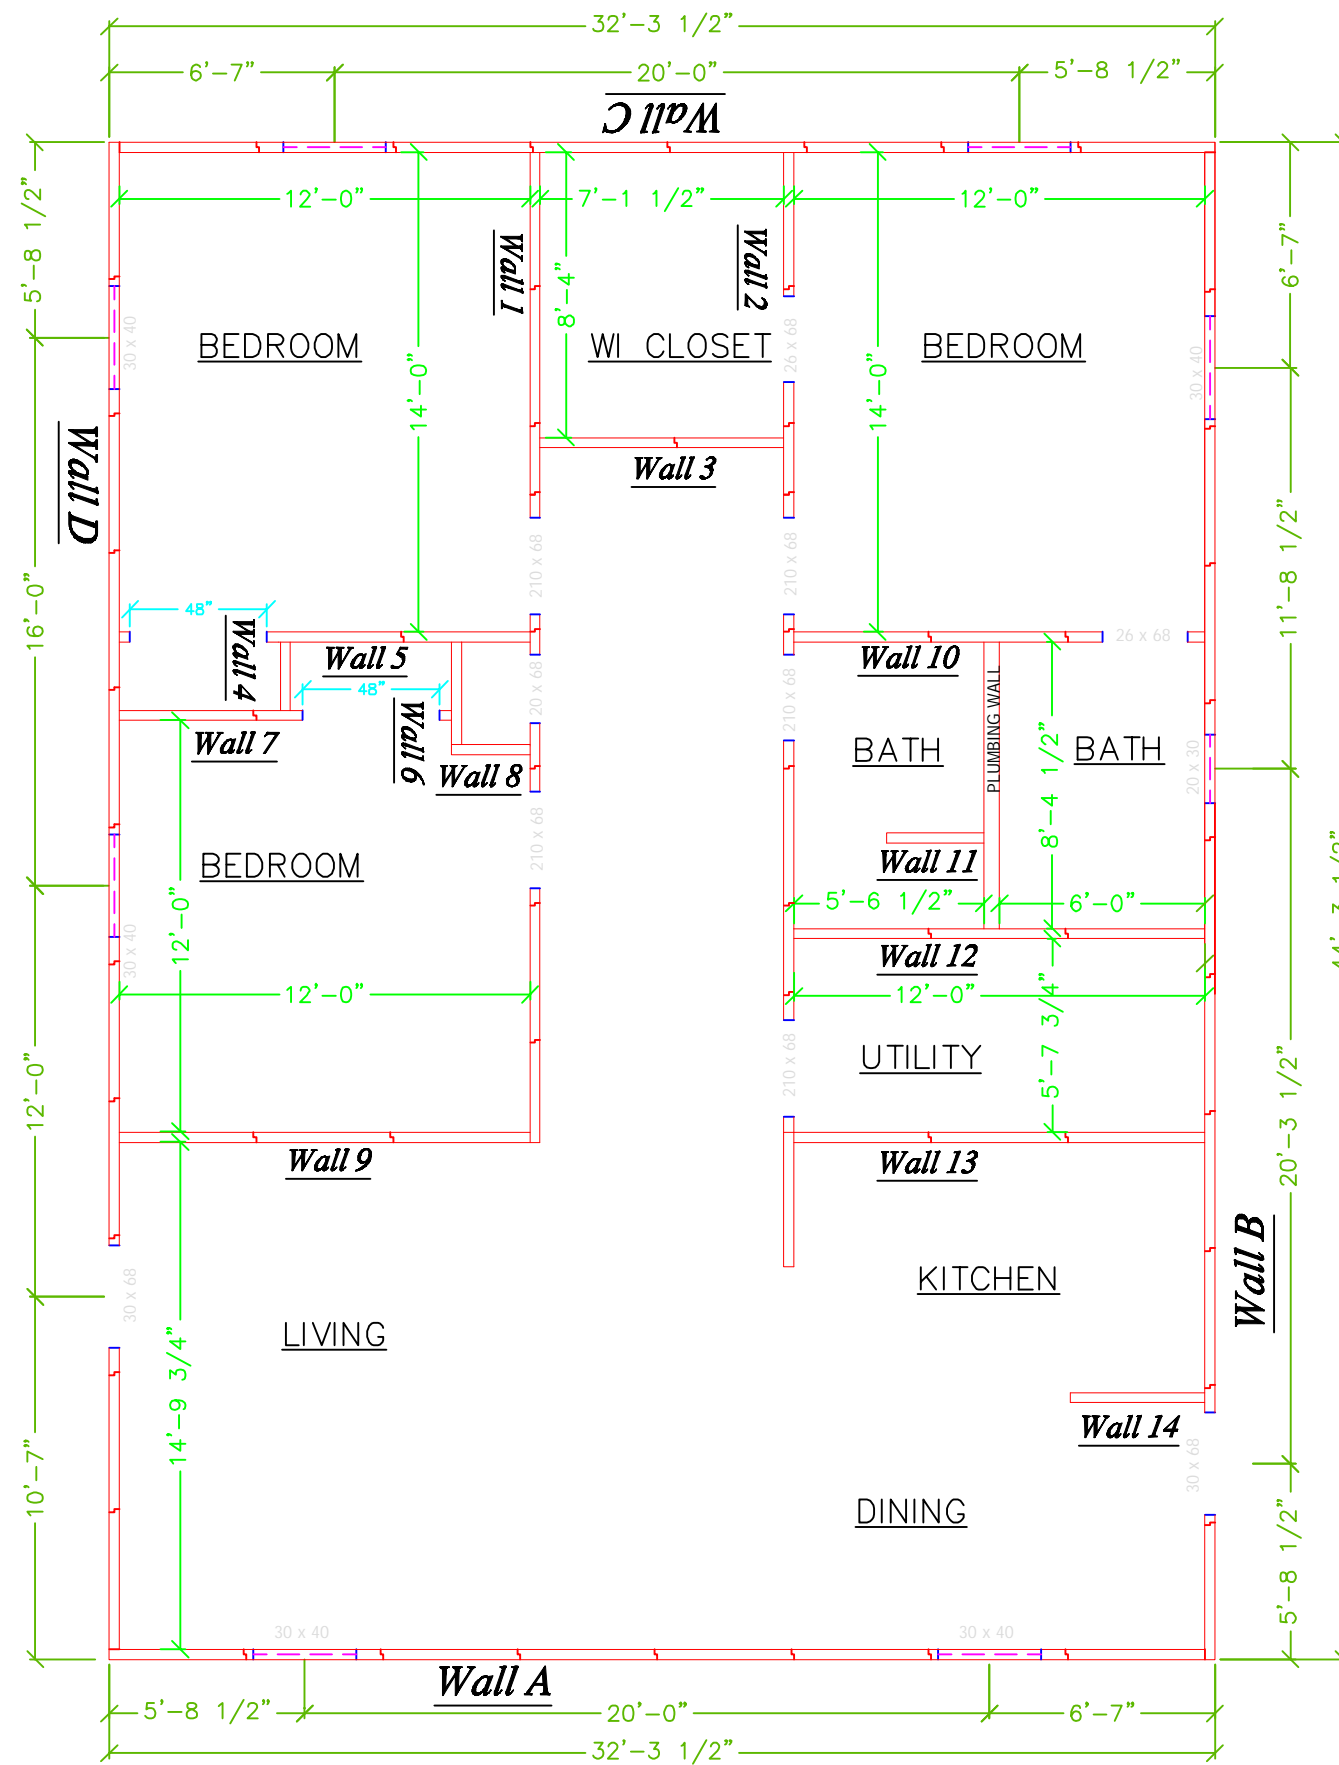 32'-3 1/2"
6'-7"
20'-0"
5'-8 1/2"
Wall C
12'-0"
7'-1 1/2"
12'-0"
5'-8 1/2"
Wall 1
Wall 2
8'-4"
6'-7"
30 x 40
BEDROOM
WI CLOSET
26 x 68
BEDROOM
30 x 40
14'-0"
14'-0"
Wall D
Wall 3
11'-8 1/2"
210 x 68
210 x 68
16'-0"
48"
Wall 4
Wall 5
26 x 68
Wall 10
20 x 68
210 x 68
48"
PLUMBING WALL
Wall 7
Wall 6
Wall 8
BATH
BATH
20 x 30
8'-4 1/2"
210 x 68
BEDROOM
Wall 11
12'-0"
5'-6 1/2"
6'-0"
30 x 40
Wall 12
12'-0"
12'-0"
5'-7 3/4"
UTILITY
210 x 68
12'-0"
20'-3 1/2"
Wall 9
Wall 13
30 x 68
KITCHEN
Wall B
LIVING
14'-9 3/4"
Wall 14
30 x 68
10'-7"
DINING
5'-8 1/2"
30 x 40
30 x 40
Wall A
5'-8 1/2"
20'-0"
6'-7"
32'-3 1/2"